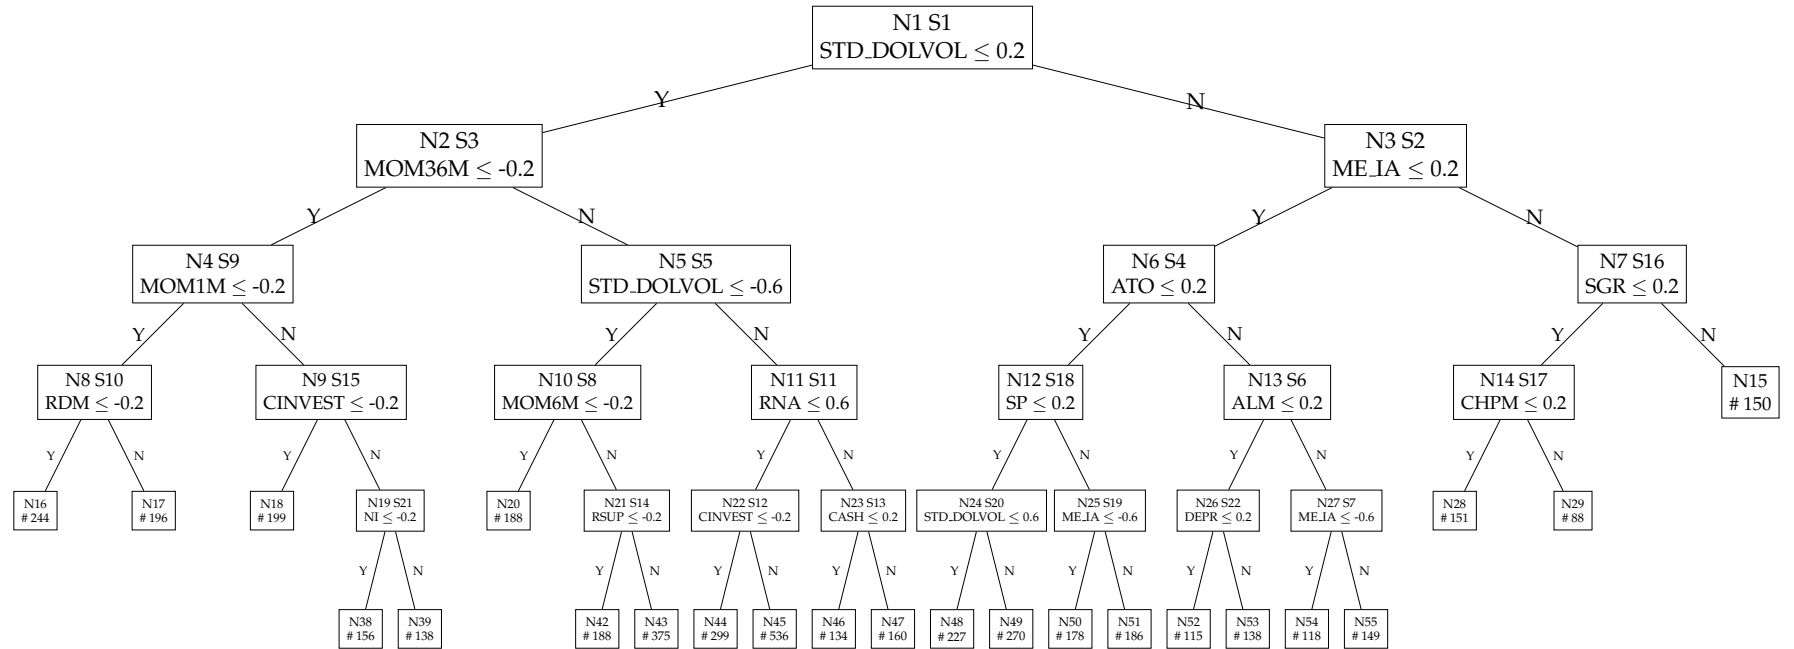 N1 S1
STD_DOLVOL ≤ 0.2
Y
N
N2 S3
MOM36M ≤ -0.2
N3 S2
ME_IA ≤ 0.2
Y
N
Y
N
N4 S9
MOM1M ≤ -0.2
N5 S5
STD_DOLVOL ≤ -0.6
N6 S4
ATO ≤ 0.2
N7 S16
SGR ≤ 0.2
Y
N
Y
N
Y
N
Y
N
N8 S10
RDM ≤ -0.2
N9 S15
CINVEST ≤ -0.2
N10 S8
MOM6M ≤ -0.2
N11 S11
RNA ≤ 0.6
N12 S18
SP ≤ 0.2
N13 S6
ALM ≤ 0.2
N14 S17
CHPM ≤ 0.2
N15
# 150
Y
N
Y
N
Y
N
Y
N
Y
N
Y
N
Y
N
N16
# 244
N17
# 196
N18
# 199
N19 S21
NI ≤ -0.2
N20
# 188
N21 S14
RSUP ≤ -0.2
N22 S12
CINVEST ≤ -0.2
N23 S13
CASH ≤ 0.2
N24 S20
STD_DOLVOL ≤ 0.6
N25 S19
ME_IA ≤ -0.6
N26 S22
DEPR ≤ 0.2
N27 S7
ME_IA ≤ -0.6
N28
# 151
N29
# 88
Y
N
Y
N
Y
N
Y
N
Y
N
Y
N
Y
N
Y
N
N38
# 156
N39
# 138
N42
# 188
N43
# 375
N44
# 299
N45
# 536
N46
# 134
N47
# 160
N48
# 227
N49
# 270
N50
# 178
N51
# 186
N52
# 115
N53
# 138
N54
# 118
N55
# 149